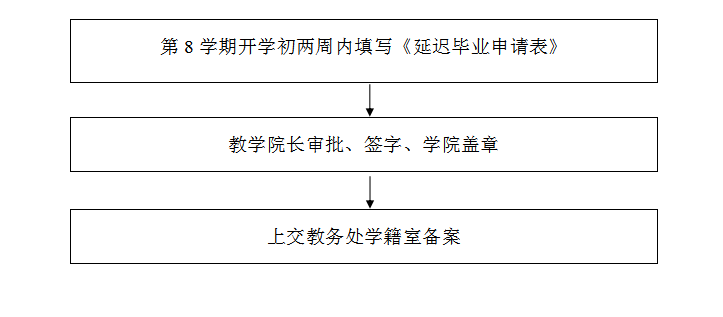 第 8 学期开学初两周内填写《延迟毕业申请表》
教学院长审批、签字、学院盖章
上交教务处学籍室备案